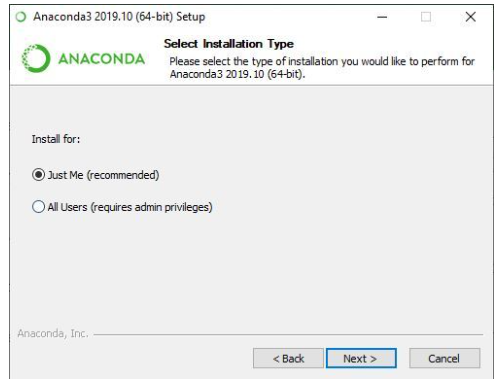 Anaconda3 2019.10 (64-bit) Setup
ANACONDA
Select Installation Type
Please select the type of installation you would like to perform for
Anaconda3 2019.10 (64-bit).
Install for:
Just Me (recommended)
All Users (requires admin privileges)
Anaconda, Inc.
< Back
Next >
Cancel